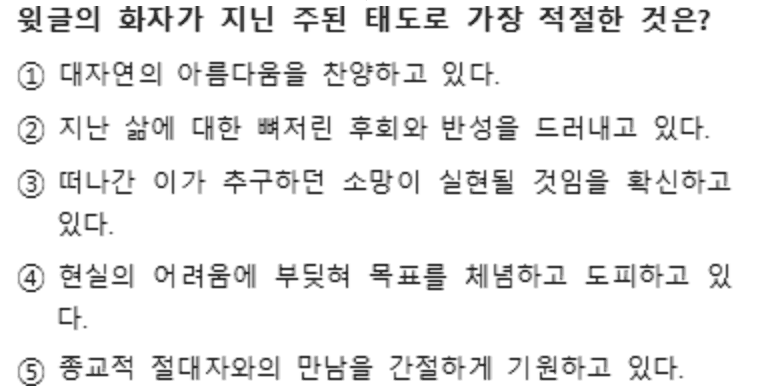 윗글의 화자가 지닌 주된 태도로 가장 적절한 것은?
① 대자연의 아름다움을 찬양하고 있다.
② 지난 삶에 대한 뼈저린 후회와 반성을 드러내고 있다.
③ 떠나간 이가 추구하던 소망이 실현될 것임을 확신하고
있다.
④ 현실의 어려움에 부딪혀 목표를 체념하고 도피하고 있
다.
⑤ 종교적 절대자와의 만남을 간절하게 기원하고 있다.